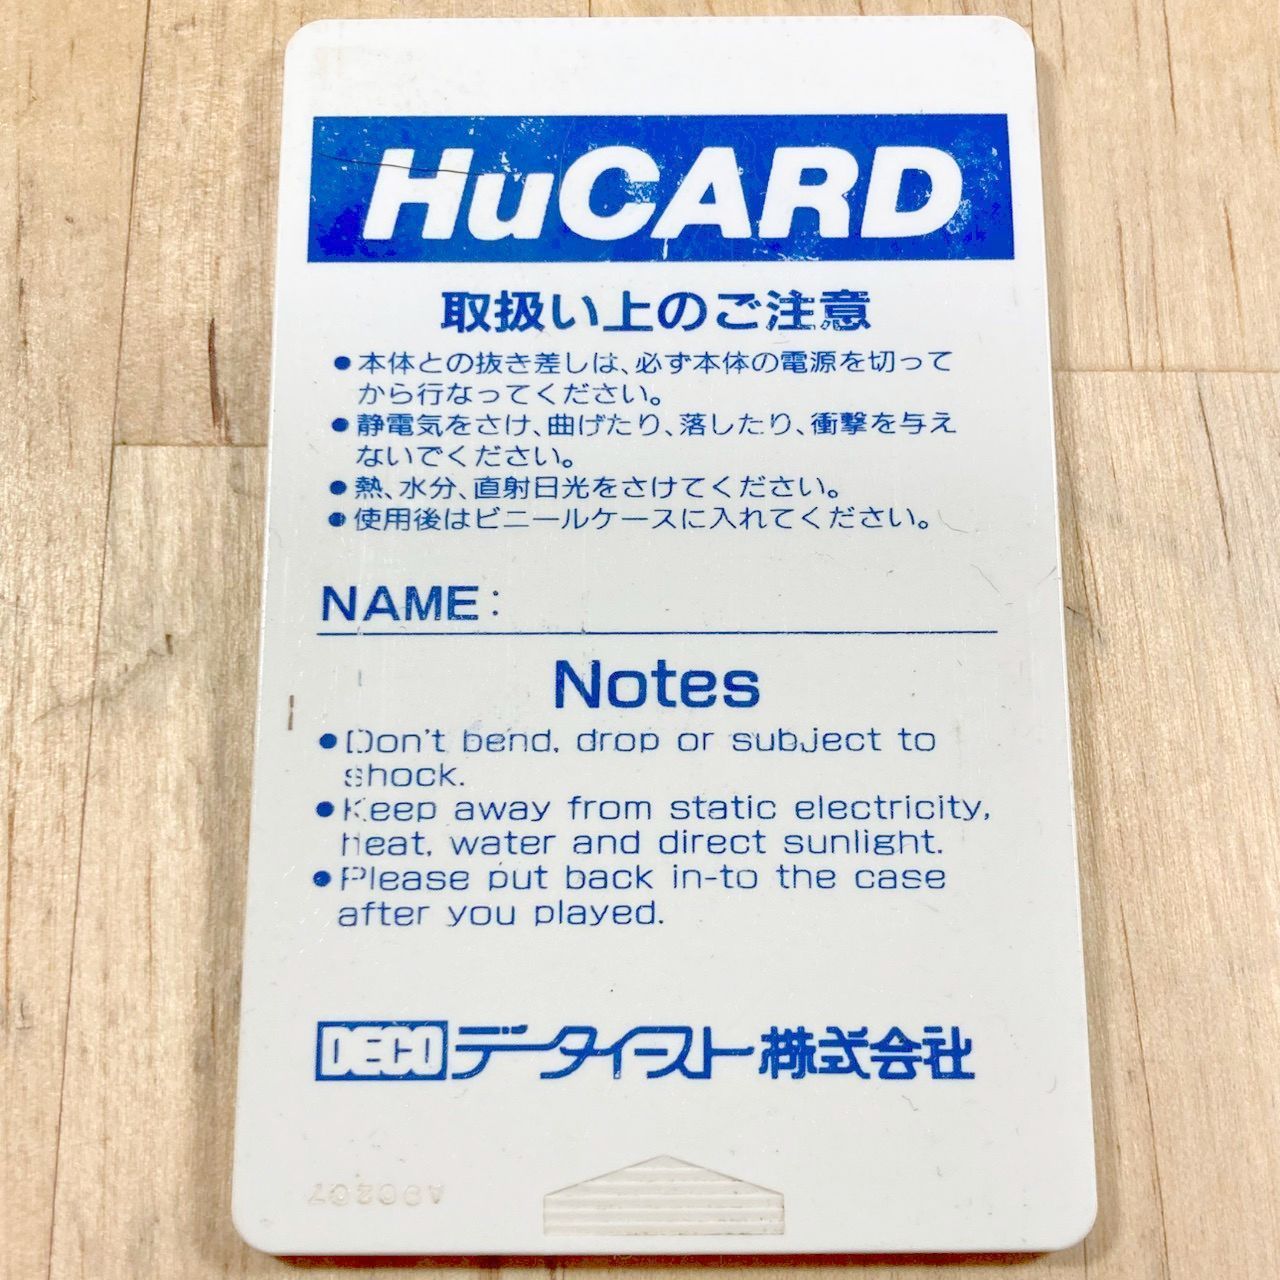 HuCARD
取扱い上のご注意
●本体との抜き差しは、必ず本体の電源を切って
から行なってください。
●静電気をさけ、曲げたり、落したり、衝撃を与え
ないでください。
●熱、水分、直射日光をさけてください。
●使用後はビニールケースに入れてください。
NAME:
Notes
●Don't bend, drop or subject to
shock.
●Keep away from static electricity,
heat, water and direct sunlight.
●Please put back in-to the case
after you played.
DECO データイースト株式会社